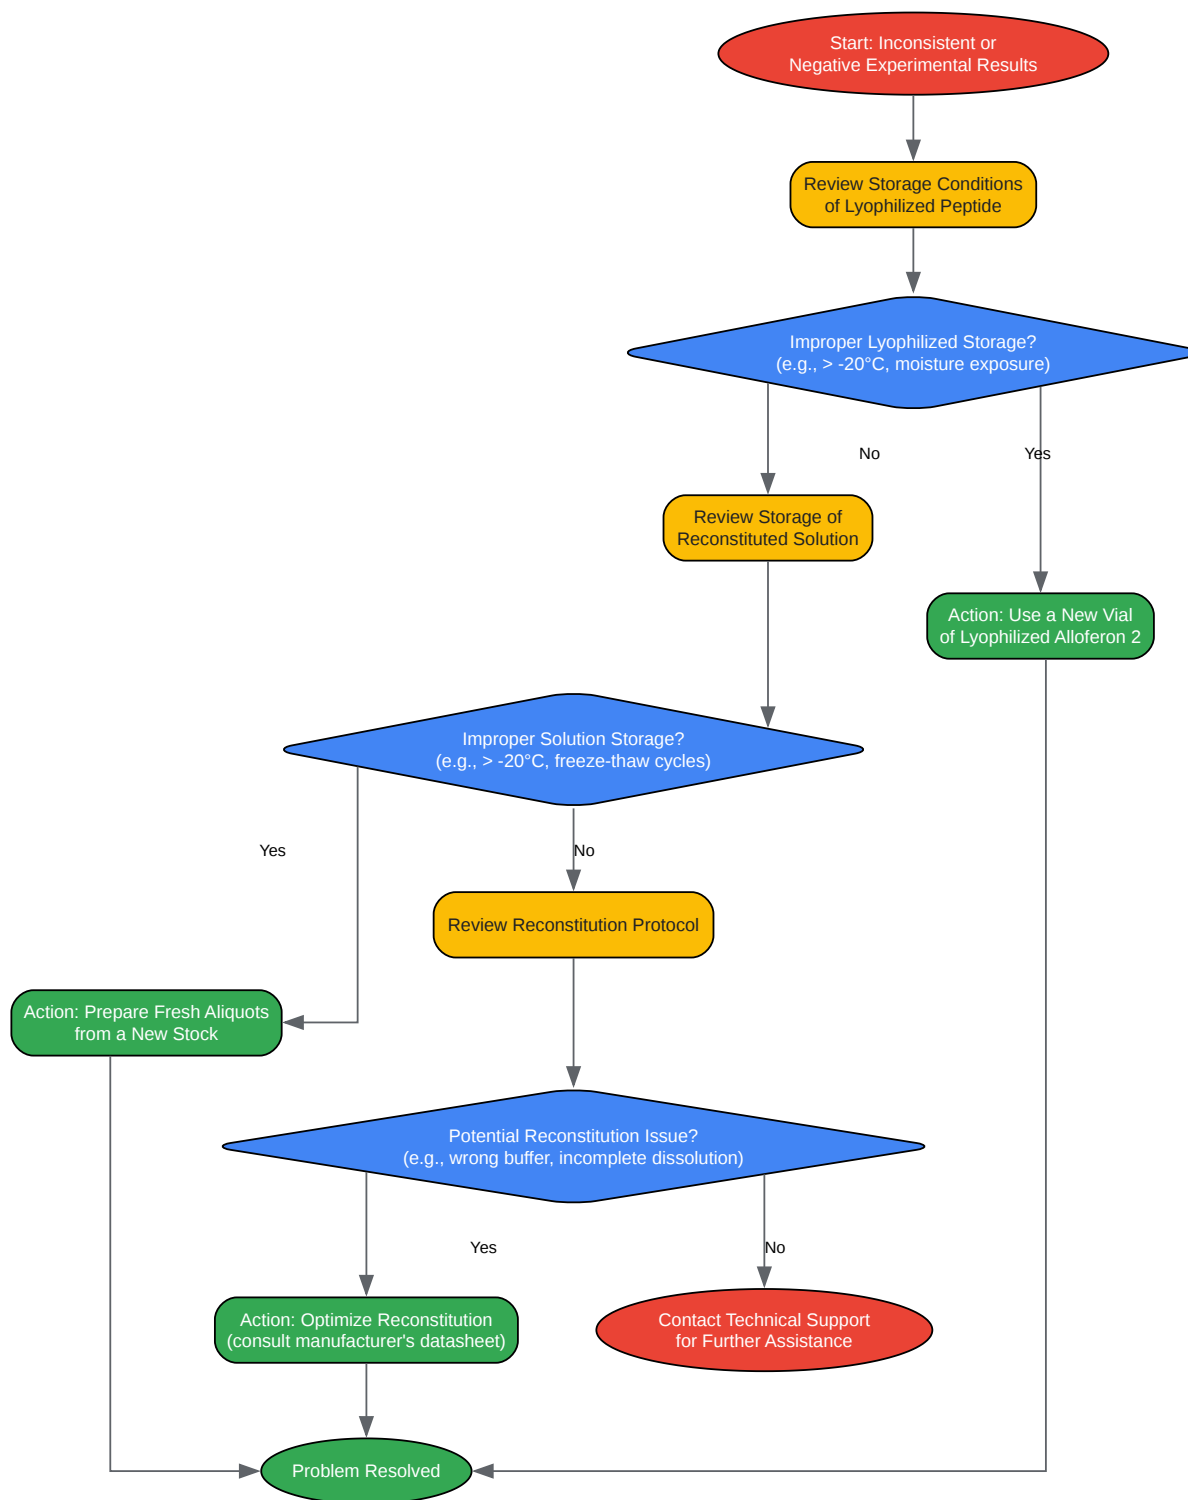 Start: Inconsistent or
Negative Experimental Results
Review Storage Conditions
of Lyophilized Peptide
Improper Lyophilized Storage?
(e.g., > -20°C, moisture exposure)
No
Yes
Review Storage of
Reconstituted Solution
Action: Use a New Vial
of Lyophilized Alloferon 2
Improper Solution Storage?
(e.g., > -20°C, freeze-thaw cycles)
Yes
No
Review Reconstitution Protocol
Action: Prepare Fresh Aliquots
from a New Stock
Potential Reconstitution Issue?
(e.g., wrong buffer, incomplete dissolution)
Yes
No
Action: Optimize Reconstitution
(consult manufacturer's datasheet)
Contact Technical Support
for Further Assistance
Problem Resolved